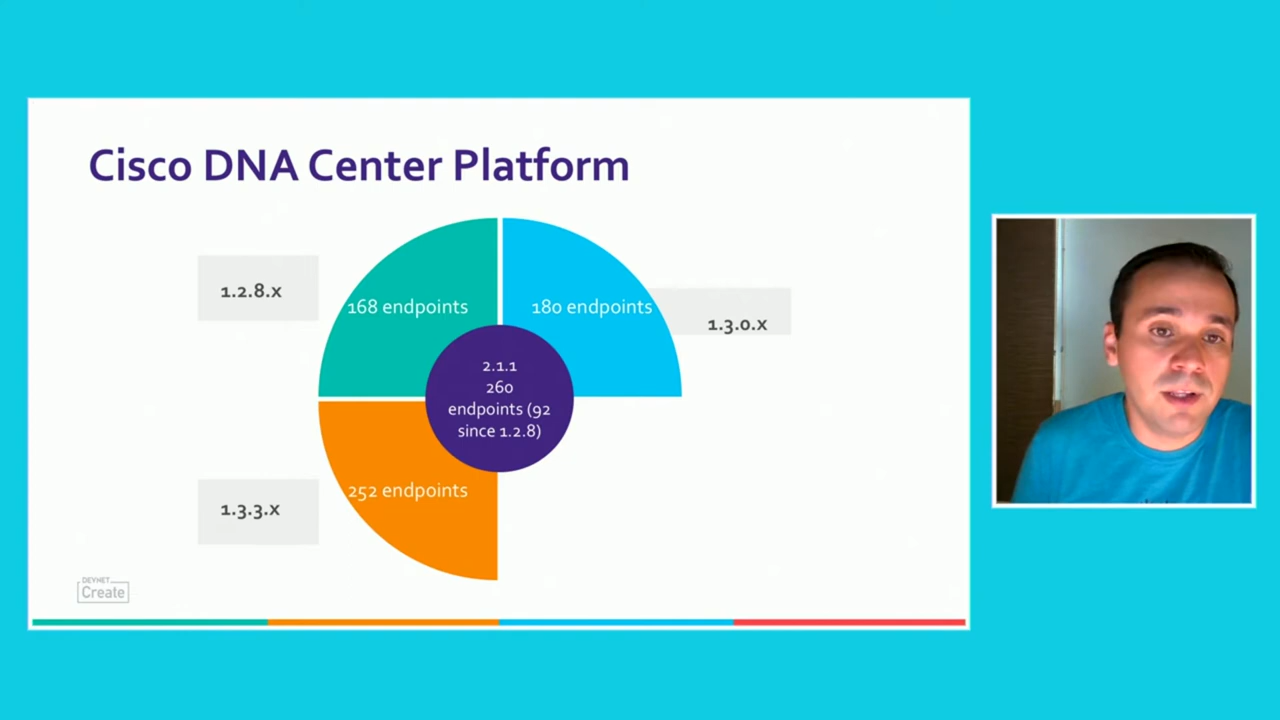 Cisco DNA Center Platform
1.2.8.x
168 endpoints
180 endpoints
1.3.0.x
2.1.1
260
endpoints (92
since 1.2.8)
252 endpoints
1.3.3.x
DEVNET
Create